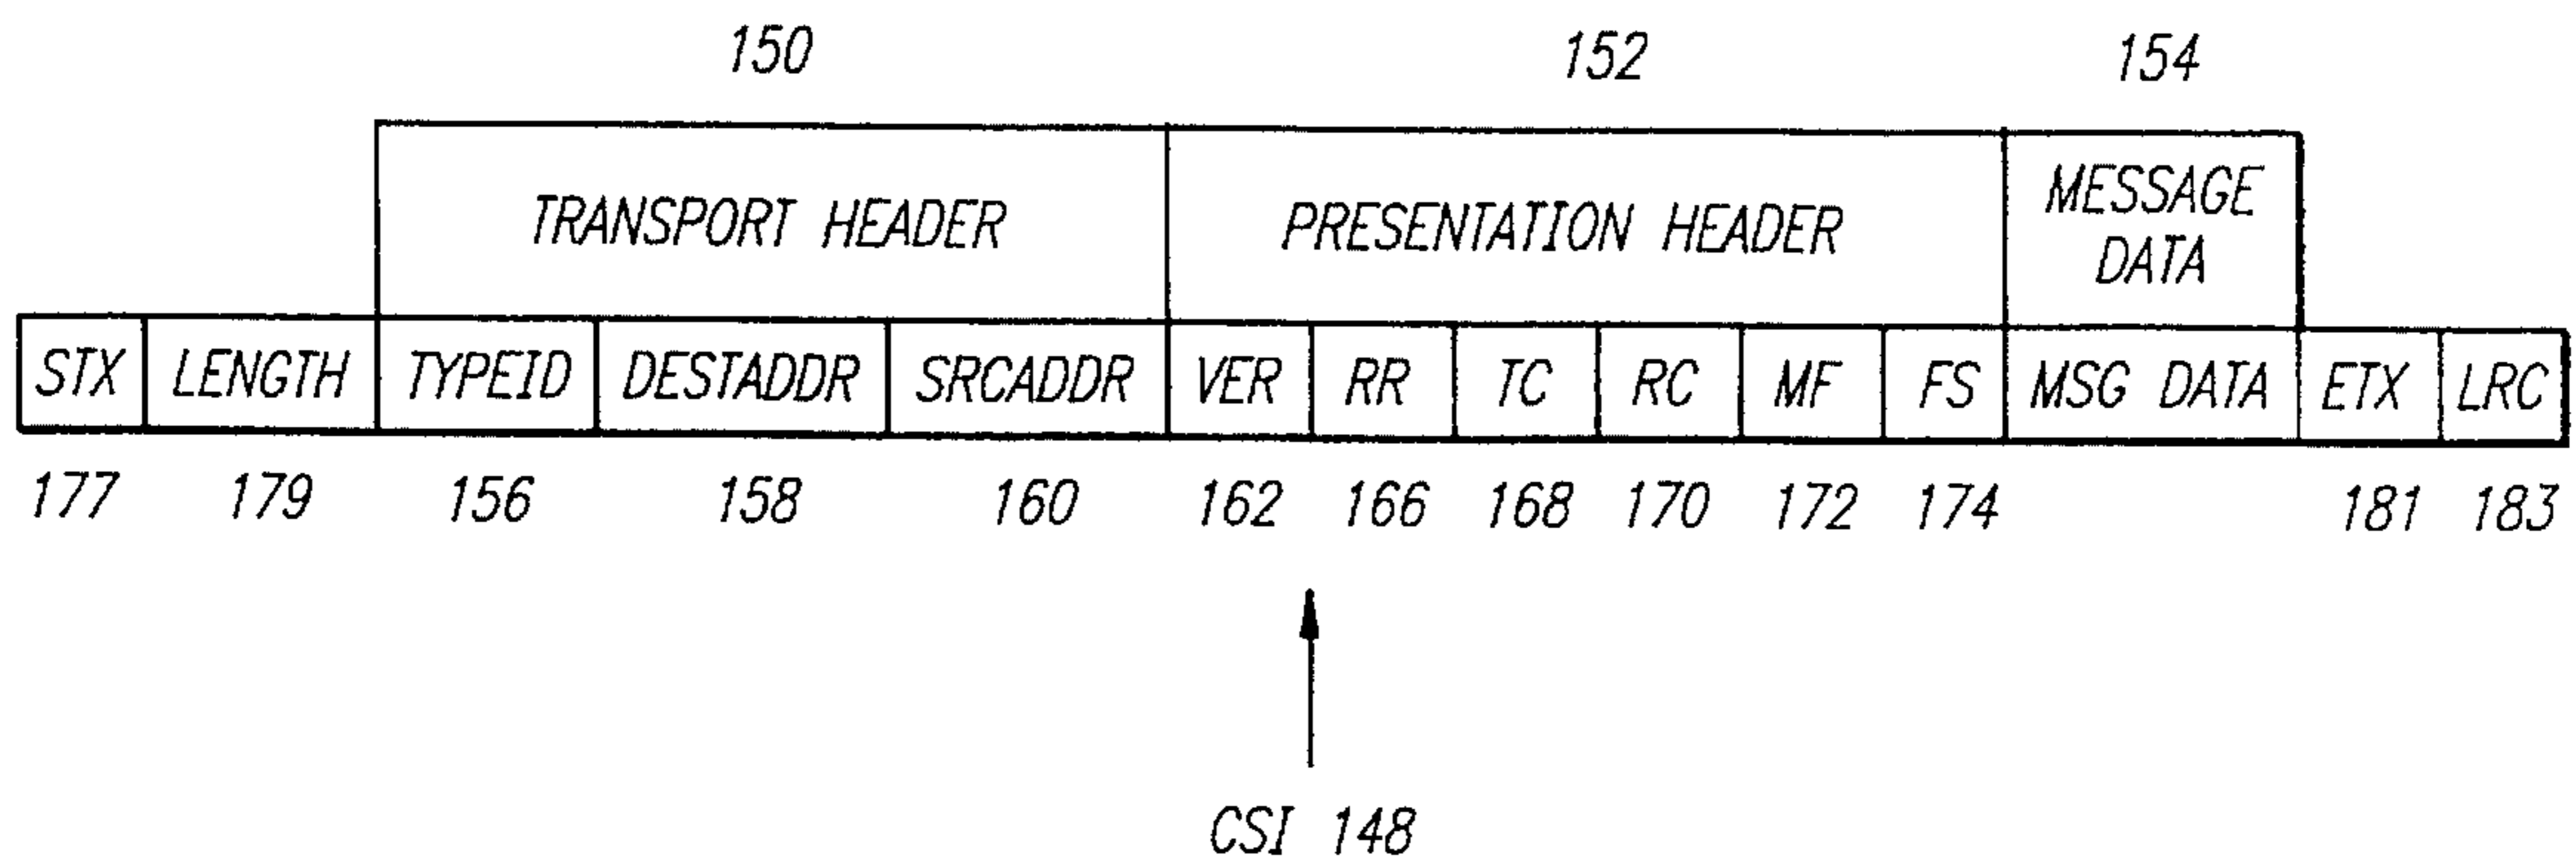 150 152 154
TRANSPORT HEADER PRESENTATION HEADER MESSAGE DATA
STX LENGTH TYPEID DESTADDR SRCADDR VER RR TC RC MF FS MSG DATA ETX LRC
177 179 156 158 160 162 166 168 170 172 174 181 183
CSI 148